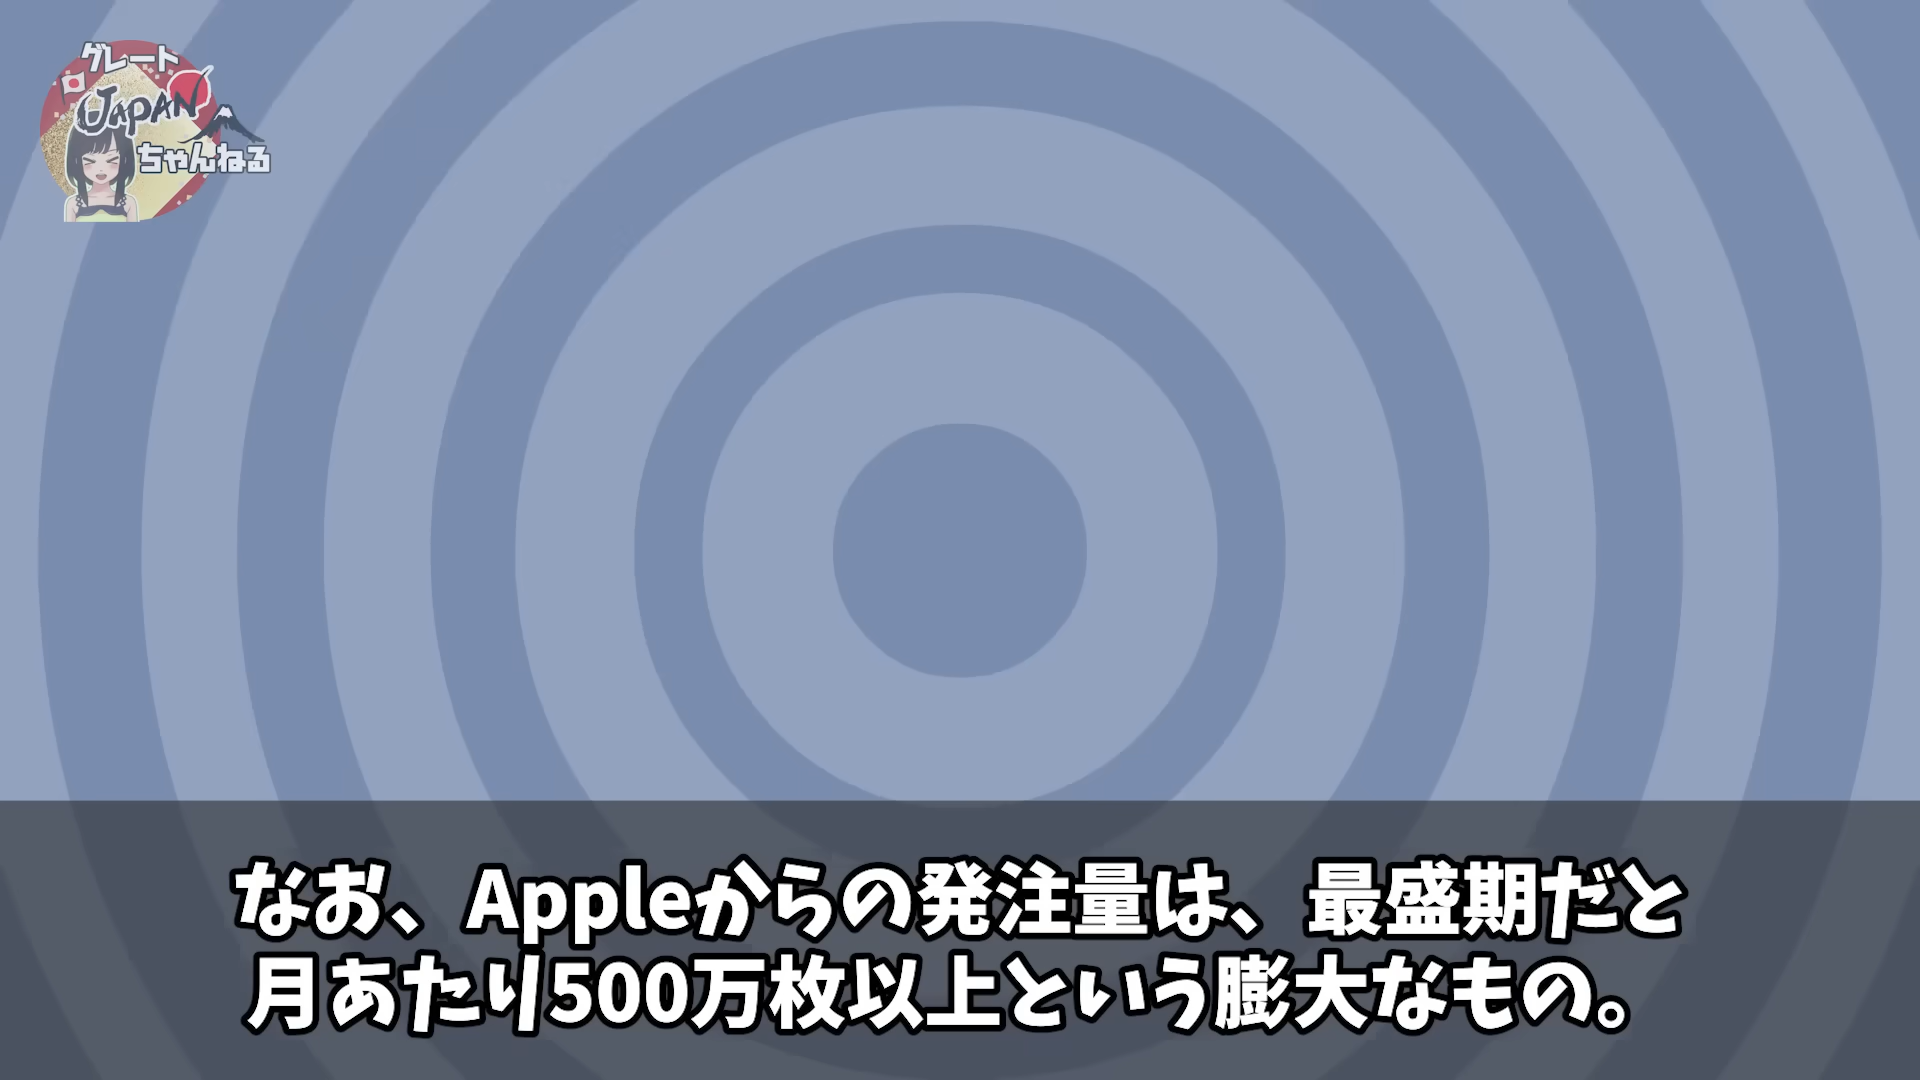 グレート
JAPAN
ちゃんねる
なお、Appleからの発注量は、最盛期だと
月あたり500万枚以上という膨大なもの。